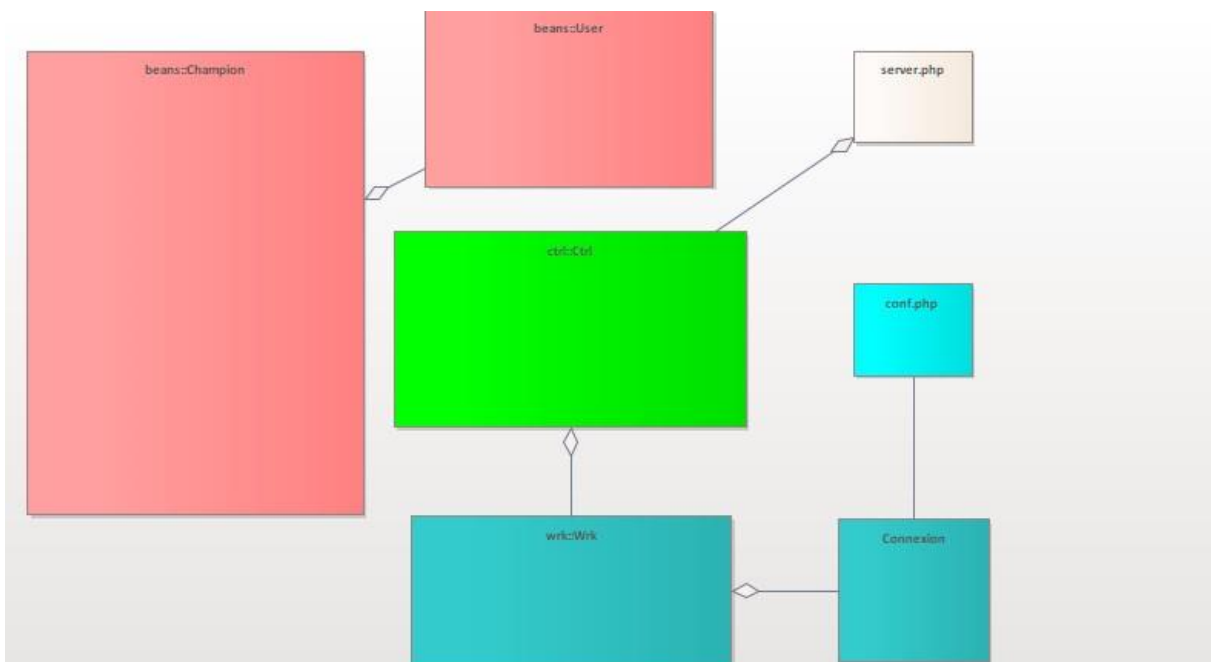 beans::User
beans::Champion
server.php
ctrl::Ctrl
conf.php
wrk::Wrk
Connexion